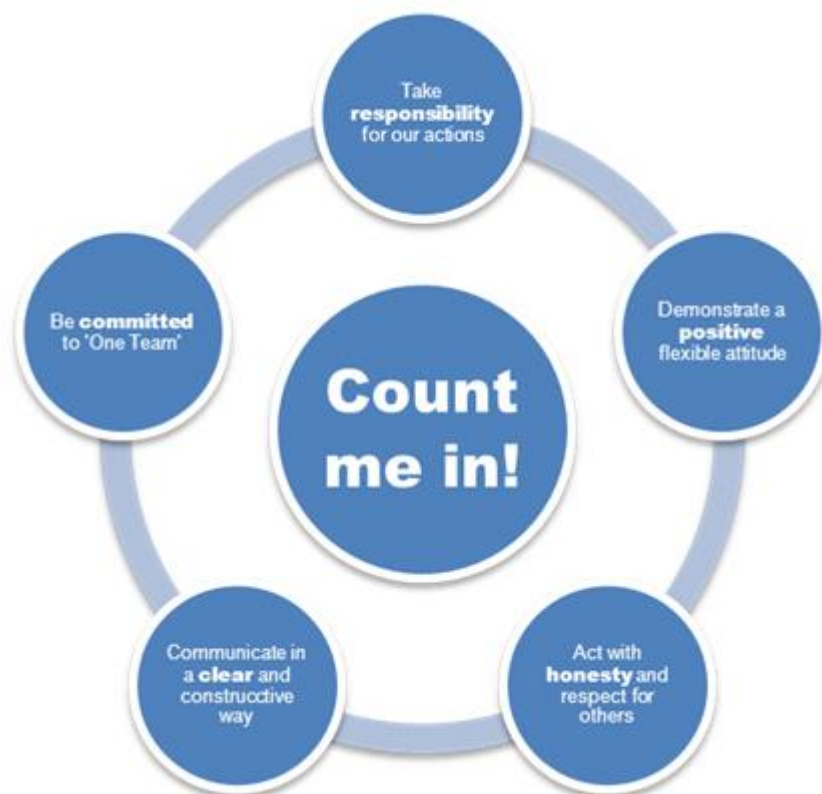 Take
responsibility
for our actions
Demonstrate a
positive
flexible attitude
Act with
honesty and
respect for
others
Communicate in
a clear and
construcctive
way
Be committed
to 'One Team'
Count
me in!